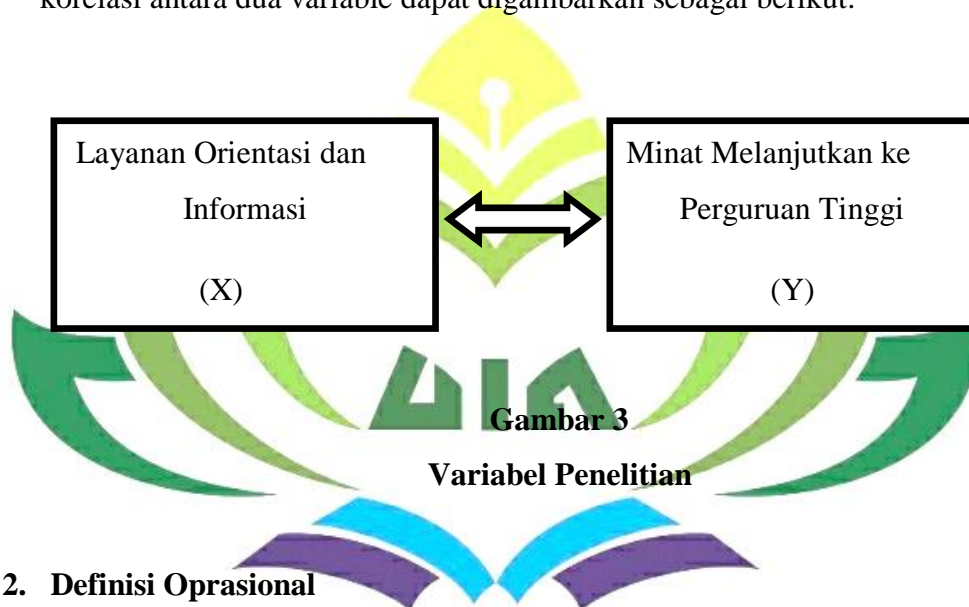 korelasi antara dua variable dapat digambarkan sebagai berikut:
Layanan Orientasi dan
Informasi
(X)
Minat Melanjutkan ke
Perguruan Tinggi
(Y)
UIN
Gambar 3
Variabel Penelitian
2. Definisi Oprasional